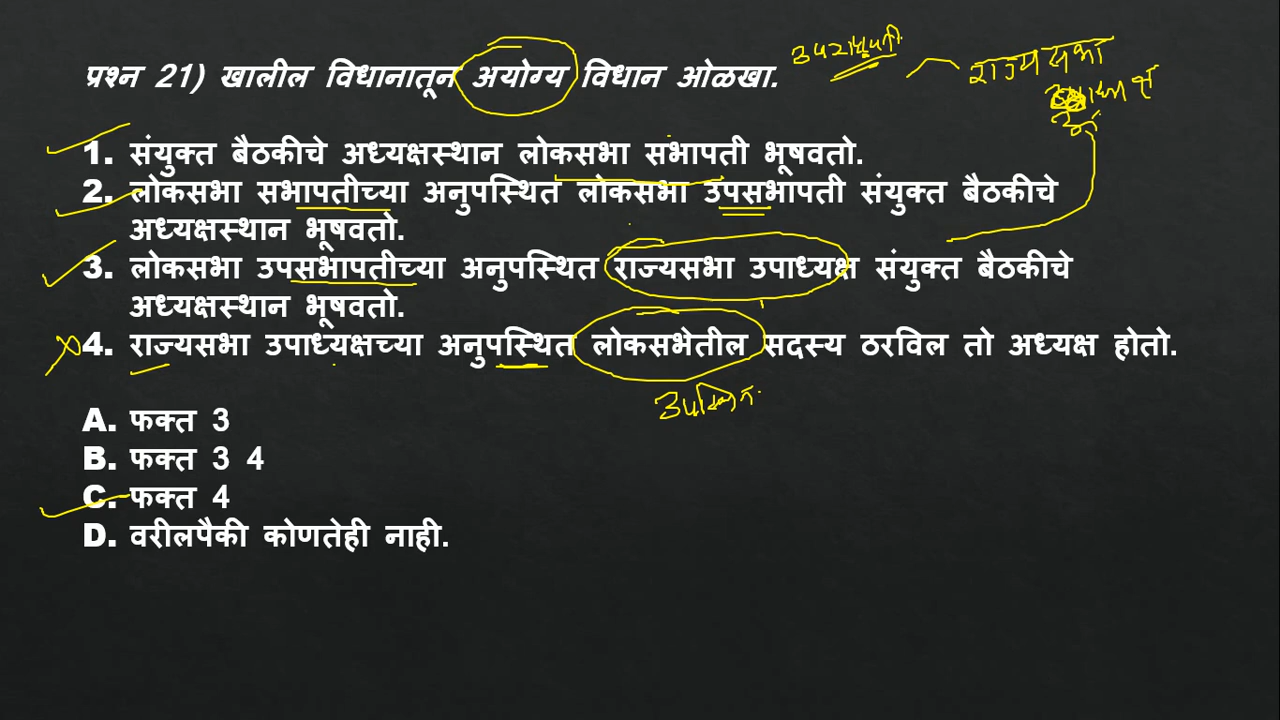 प्रश्न 21) खालील विधानातून अयोग्य विधान ओळखा.
उपराष्ट्रपती
राज्यसभा
1. संयुक्त बैठकीचे अध्यक्षस्थान लोकसभा सभापती भूषवतो.
2. लोकसभा सभापतीच्या अनुपस्थित लोकसभा उपसभापती संयुक्त बैठकीचे
अध्यक्षस्थान भूषवतो.
3. लोकसभा उपसभापतीच्या अनुपस्थित राज्यसभा उपाध्यक्ष संयुक्त बैठकीचे
अध्यक्षस्थान भूषवतो.
4. राज्यसभा उपाध्यक्षच्या अनुपस्थित लोकसभेतील सदस्य ठरविल तो अध्यक्ष होतो.
उपस्थित
A. फक्त 3
B. फक्त 3 4
C. फक्त 4
D. वरीलपैकी कोणतेही नाही.